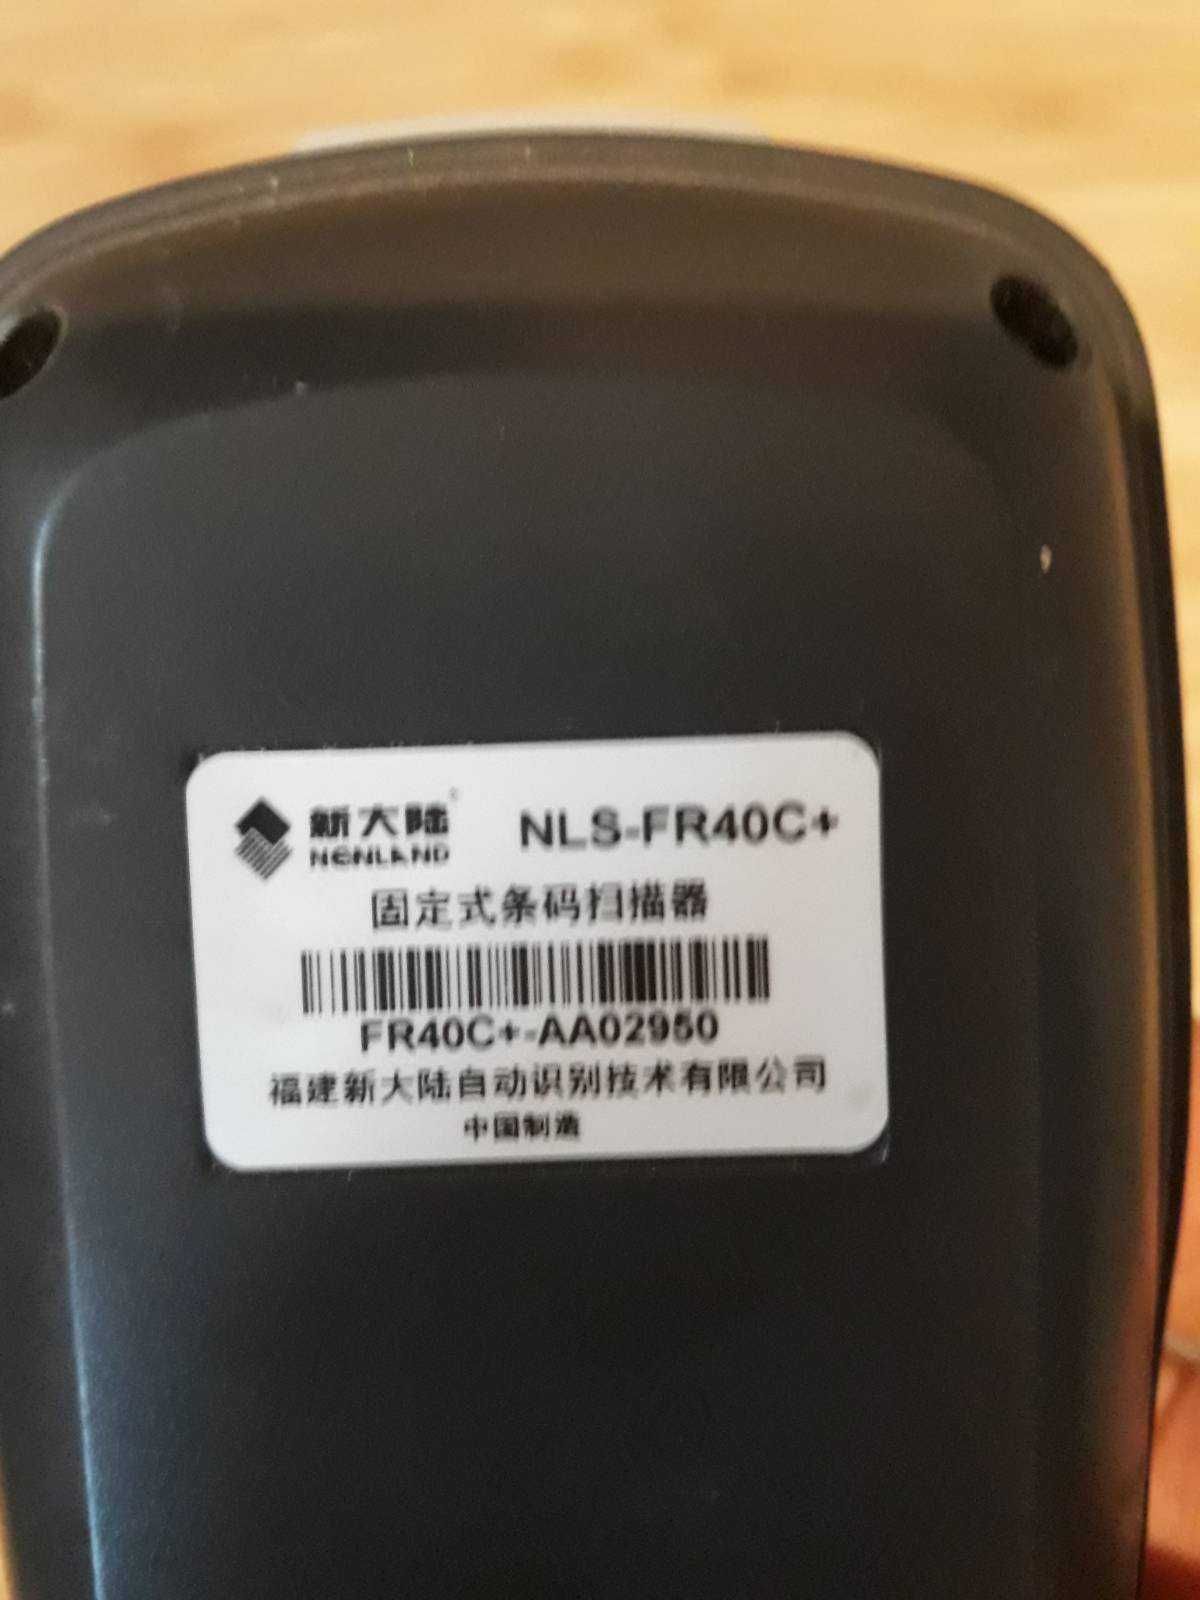 新大陆 NLS-FR40C+
NEWLAND
固定式条码扫描器
FR40C+-AA02950
福建新大陆自动识别技术有限公司
中国制造